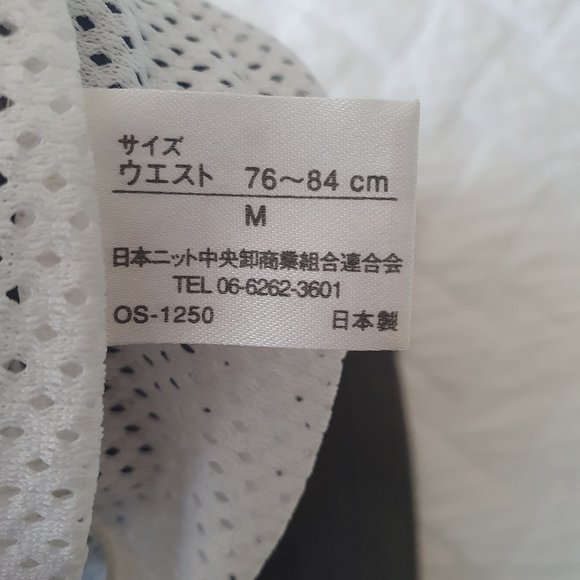 サイズ
ウエスト 76～84 cm
M
日本ニット中央卸商業組合連合会
TEL 06-6262-3601
OS-1250 日本製